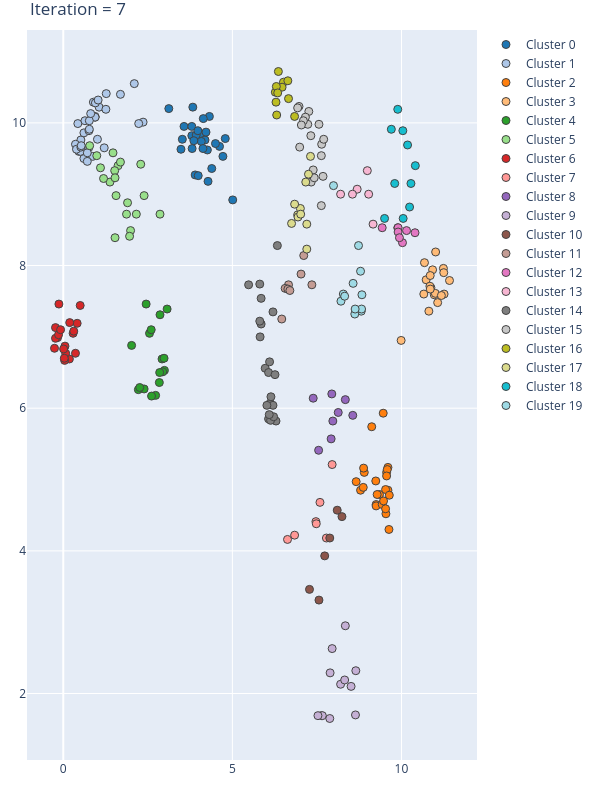 Iteration = 7
10
8
6
4
2
0
5
10
Cluster 0
Cluster 1
Cluster 2
Cluster 3
Cluster 4
Cluster 5
Cluster 6
Cluster 7
Cluster 8
Cluster 9
Cluster 10
Cluster 11
Cluster 12
Cluster 13
Cluster 14
Cluster 15
Cluster 16
Cluster 17
Cluster 18
Cluster 19